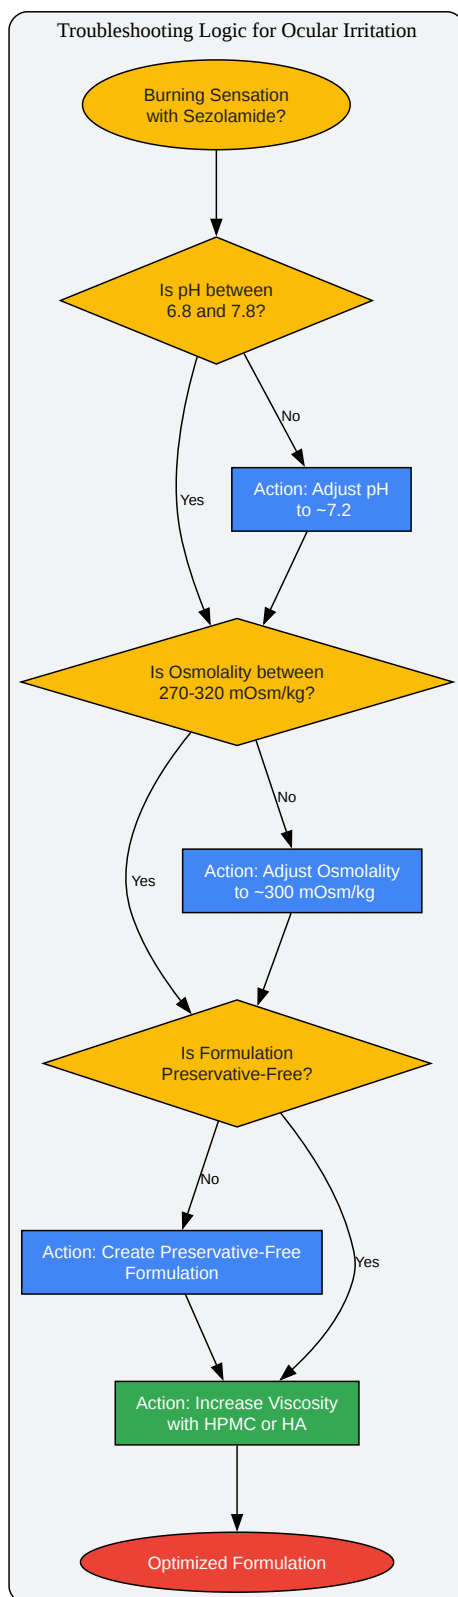 Troubleshooting Logic for Ocular Irritation
Burning Sensation
with Sezolamide?
Is pH between
6.8 and 7.8?
No
Action: Adjust pH
to ~7.2
Yes
Is Osmolality between
270-320 mOsm/kg?
No
Action: Adjust Osmolality
to ~300 mOsm/kg
Yes
Is Formulation
Preservative-Free?
No
Action: Create Preservative-Free
Formulation
Yes
Action: Increase Viscosity
with HPMC or HA
Optimized Formulation